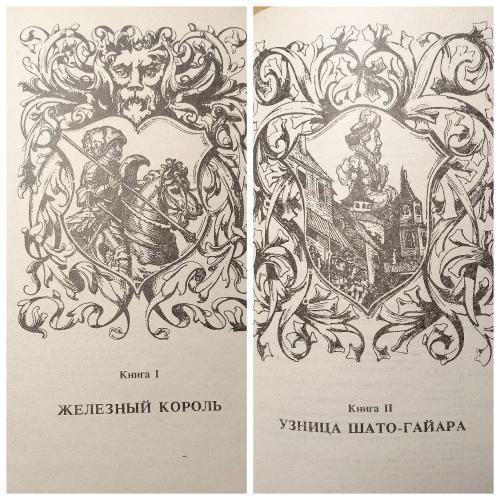 Книга I
ЖЕЛЕЗНЫЙ КОРОЛЬ
Книга II
УЗНИЦА ШАТО-ГАЙАРА